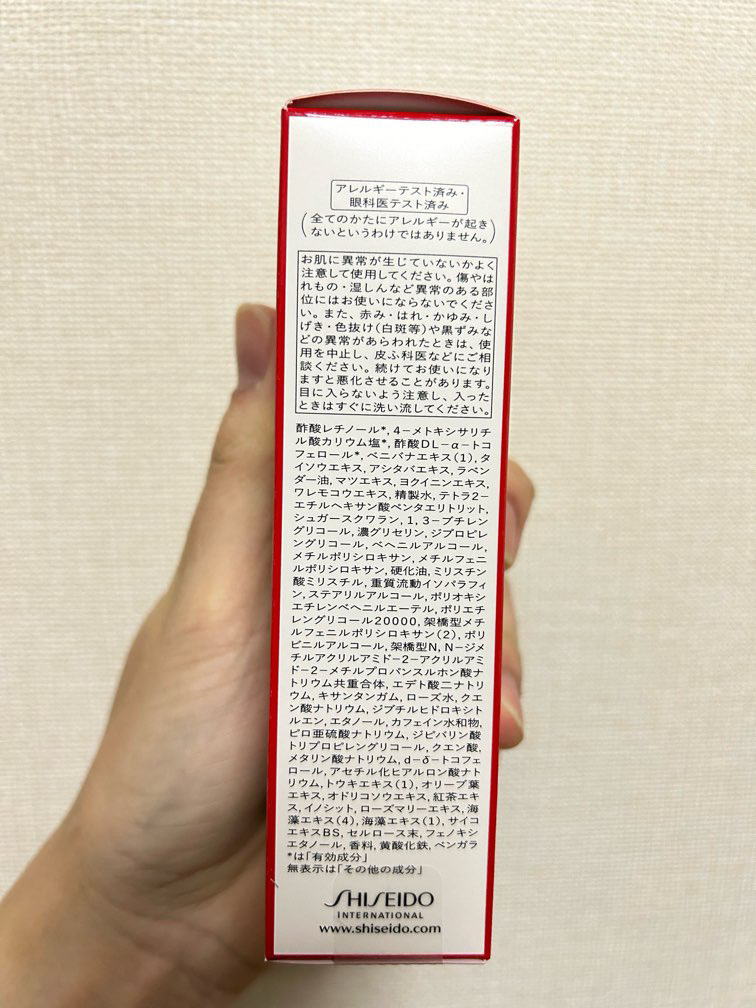 アレルギーテスト済み・
眼科医テスト済み
(全てのかたにアレルギーが起き
ないというわけではありません。)
お肌に異常が生じていないかよく
注意して使用してください。傷やは
れもの・湿しんなど異常のある部
位にはお使いにならないでくださ
い。また、赤み・はれ・かゆみ・し
げき・色抜け(白斑等)や黒ずみな
どの異常があらわれたときは、使
用を中止し、皮ふ科医などにご相
談ください。続けてお使いになり
ますと悪化させることがあります。
目に入らないよう注意し、入った
ときはすぐに洗い流してください。
酢酸レチノール*, 4−メトキシサリチ
ル酸カリウム塩*, 酢酸DL−α−トコ
フェロール*, ベニバナエキス(1), タ
イソウエキス, アシタバエキス, ラベン
ダー油, マツエキス, ヨクイニンエキス,
ワレモコウエキス, 精製水, テトラ2−
エチルヘキサン酸ペンタエリトリット,
シュガースクワラン, 1, 3−ブチレン
グリコール, 濃グリセリン, ジプロピレ
ングリコール, ベヘニルアルコール,
メチルポリシロキサン, メチルフェニ
ルポリシロキサン, 硬化油, ミリスチン
酸ミリスチル, 重質流動イソパラフィ
ン, ステアリルアルコール, ポリオキシ
エチレンベヘニルエーテル, ポリエチ
レングリコール20000, 架橋型メチ
ルフェニルポリシロキサン(2), ポリ
ビニルアルコール, 架橋型N, N−ジメ
チルアクリルアミド−2−アクリルアミ
ド−2−メチルプロパンスルホン酸ナ
トリウム共重合体, エデト酸二ナトリ
ウム, キサンタンガム, ローズ水, クエ
ン酸ナトリウム, ジブチルヒドロキシト
ルエン, エタノール, カフェイン水和物,
ピロ亜硫酸ナトリウム, ジピバリン酸
トリプロピレングリコール, クエン酸,
メタリン酸ナトリウム, d−δ−トコフェ
ロール, アセチル化ヒアルロン酸ナト
リウム, トウキエキス(1), オリーブ葉
エキス, オドリコソウエキス, 紅茶エキ
ス, イノシット, ローズマリーエキス, 海
藻エキス(4), 海藻エキス(1), サイコ
エキスBS, セルロース末, フェノキシ
エタノール, 香料, 黄酸化鉄, ベンガラ
*は「有効成分」
無表示は「その他の成分」
SHISEIDO
INTERNATIONAL
www.shiseido.com